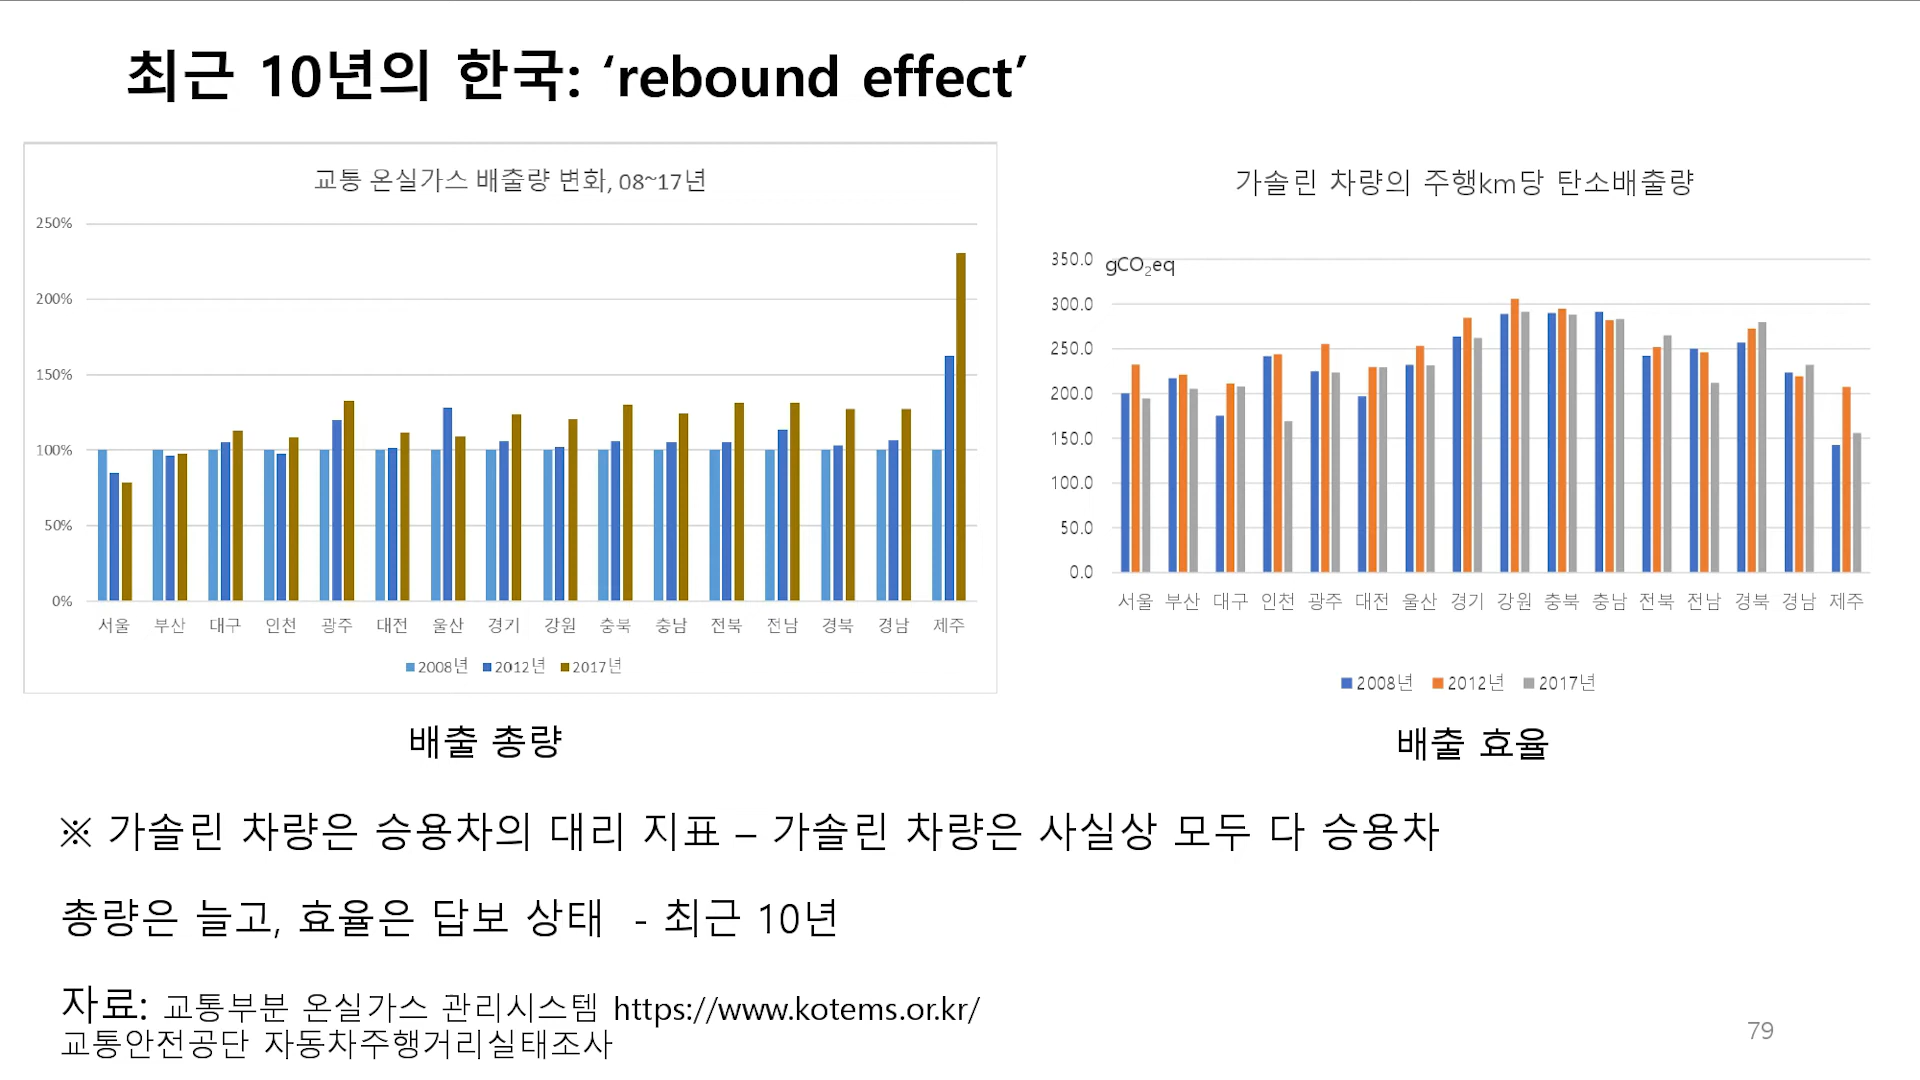 최근 10년의 한국: ‘rebound effect’
교통 온실가스 배출량 변화, 08~17년
250%
200%
150%
100%
50%
0%
서울 부산 대구 인천 광주 대전 울산 경기 강원 충북 충남 전북 전남 경북 경남 제주
2008년 2012년 2017년
배출 총량
가솔린 차량의 주행km당 탄소배출량
gCO₂eq
350.0
300.0
250.0
200.0
150.0
100.0
50.0
0.0
서울 부산 대구 인천 광주 대전 울산 경기 강원 충북 충남 전북 전남 경북 경남 제주
2008년 2012년 2017년
배출 효율
※ 가솔린 차량은 승용차의 대리 지표 – 가솔린 차량은 사실상 모두 다 승용차
총량은 늘고, 효율은 답보 상태 - 최근 10년
자료: 교통부분 온실가스 관리시스템 https://www.kotems.or.kr/
교통안전공단 자동차주행거리실태조사
79